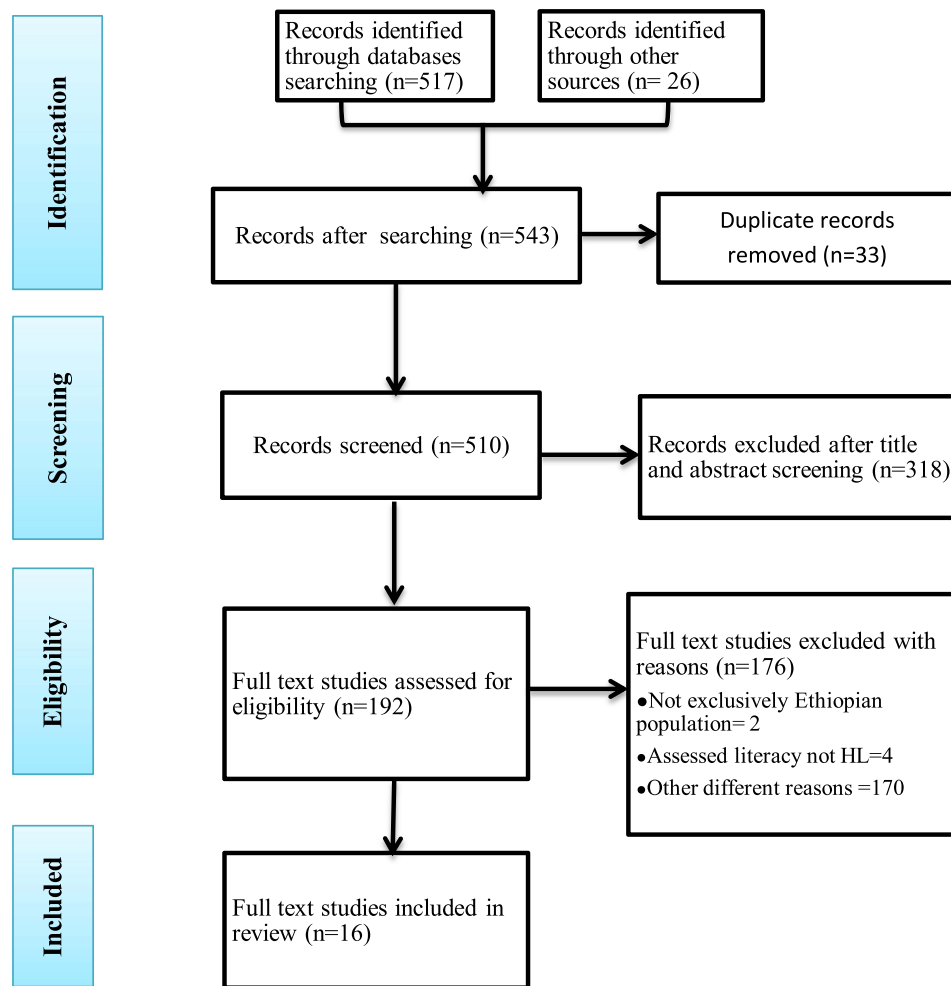 Identification
Records identified
through databases
searching (n=517)
Records identified
through other
sources (n= 26)
Records after searching (n=543)
Duplicate records
removed (n=33)
Screening
Records screened (n=510)
Records excluded after title
and abstract screening (n=318)
Eligibility
Full text studies assessed for
eligibility (n=192)
Full text studies excluded with
reasons (n=176)
●Not exclusively Ethiopian
population= 2
●Assessed literacy not HL=4
●Other different reasons =170
Included
Full text studies included in
review (n=16)